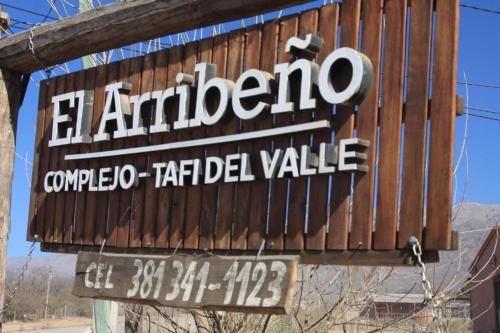 El Arribeño
COMPLEJO - TAFI DEL VALLE
CEL 381 341-1123